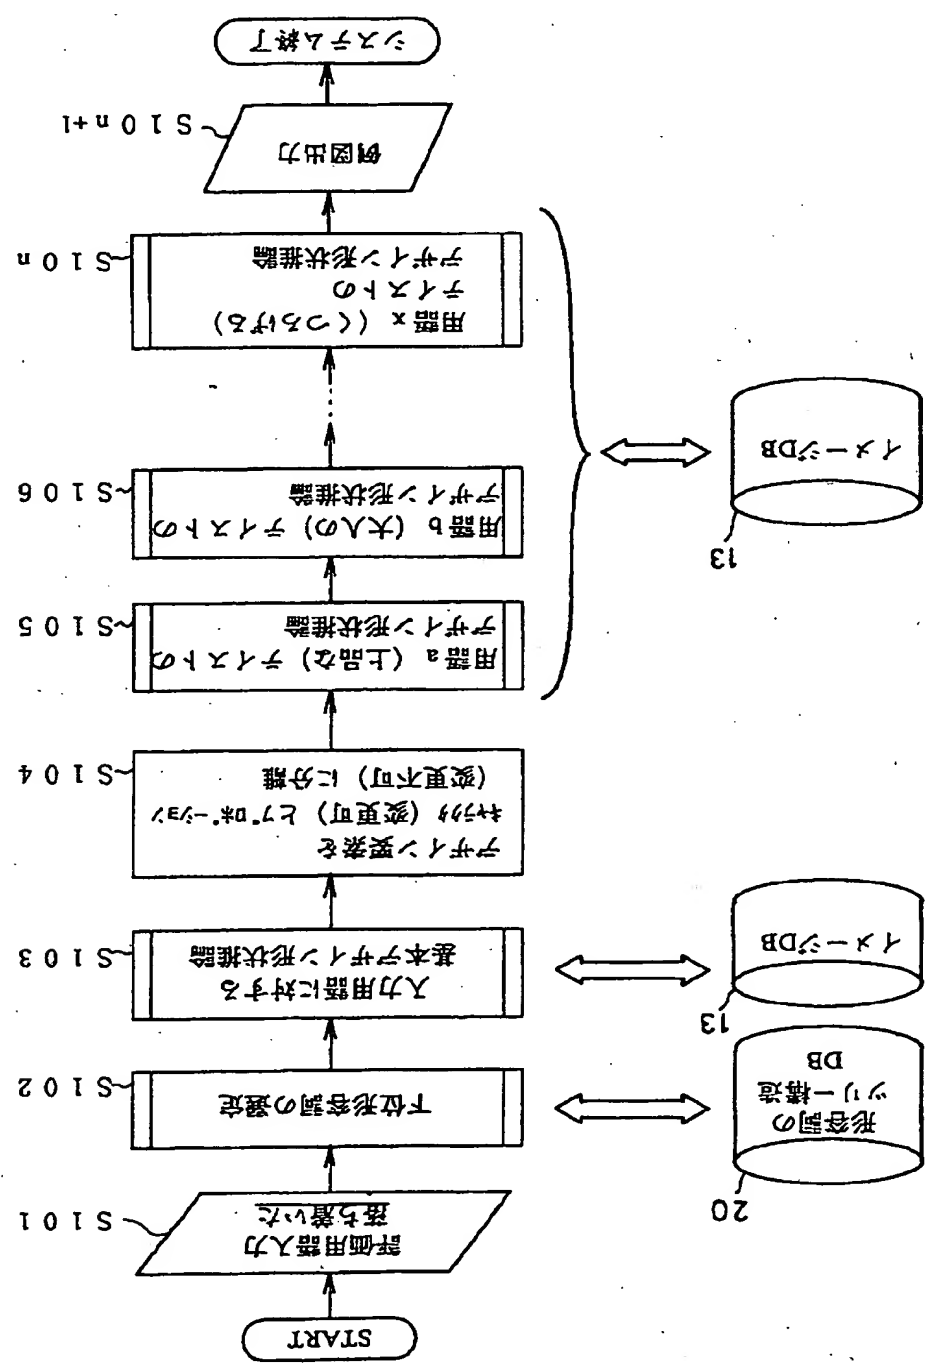 START
評価用語入力
落ち着いた
S101
下位形容詞の選定
S102
形容詞の
ツリー構造
DB
20
入力用語に対する
基本デザイン形状推論
S103
イメージDB
13
デザイン要素を
ｷｬﾗｸﾀ（変更可）とﾌﾟﾛﾎﾟｰｼｮﾝ
（変更不可）に分離
S104
用語a（上品な）テイストの
デザイン形状推論
S105
用語b（大人の）テイストの
デザイン形状推論
S106
用語x（くつろげる）
テイストの
デザイン形状推論
S10n
イメージDB
13
例図出力
S10n+1
システム終了